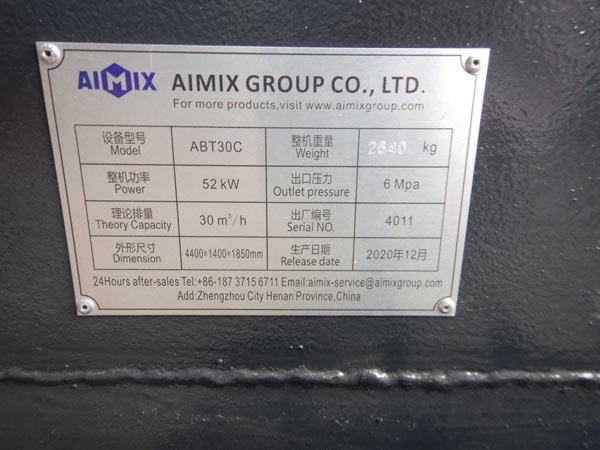 AIMIX AIMIX GROUP CO., LTD.
For more products,visit www.aimixgroup.com
设备型号 Model ABT30C 整机重量 Weight 2640 kg
整机功率 Power 52 kW 出口压力 Outlet pressure 6 Mpa
理论排量 Theory Capacity 30 m³/h 出厂编号 Serial NO. 4011
外形尺寸 Dimension 4400*1400*1850mm 生产日期 Release date 2020年12月
24Hours after-sales Tel:+86-187 3715 6711 Email:aimix-service@aimixgroup.com
Add:Zhengzhou City Henan Province,China